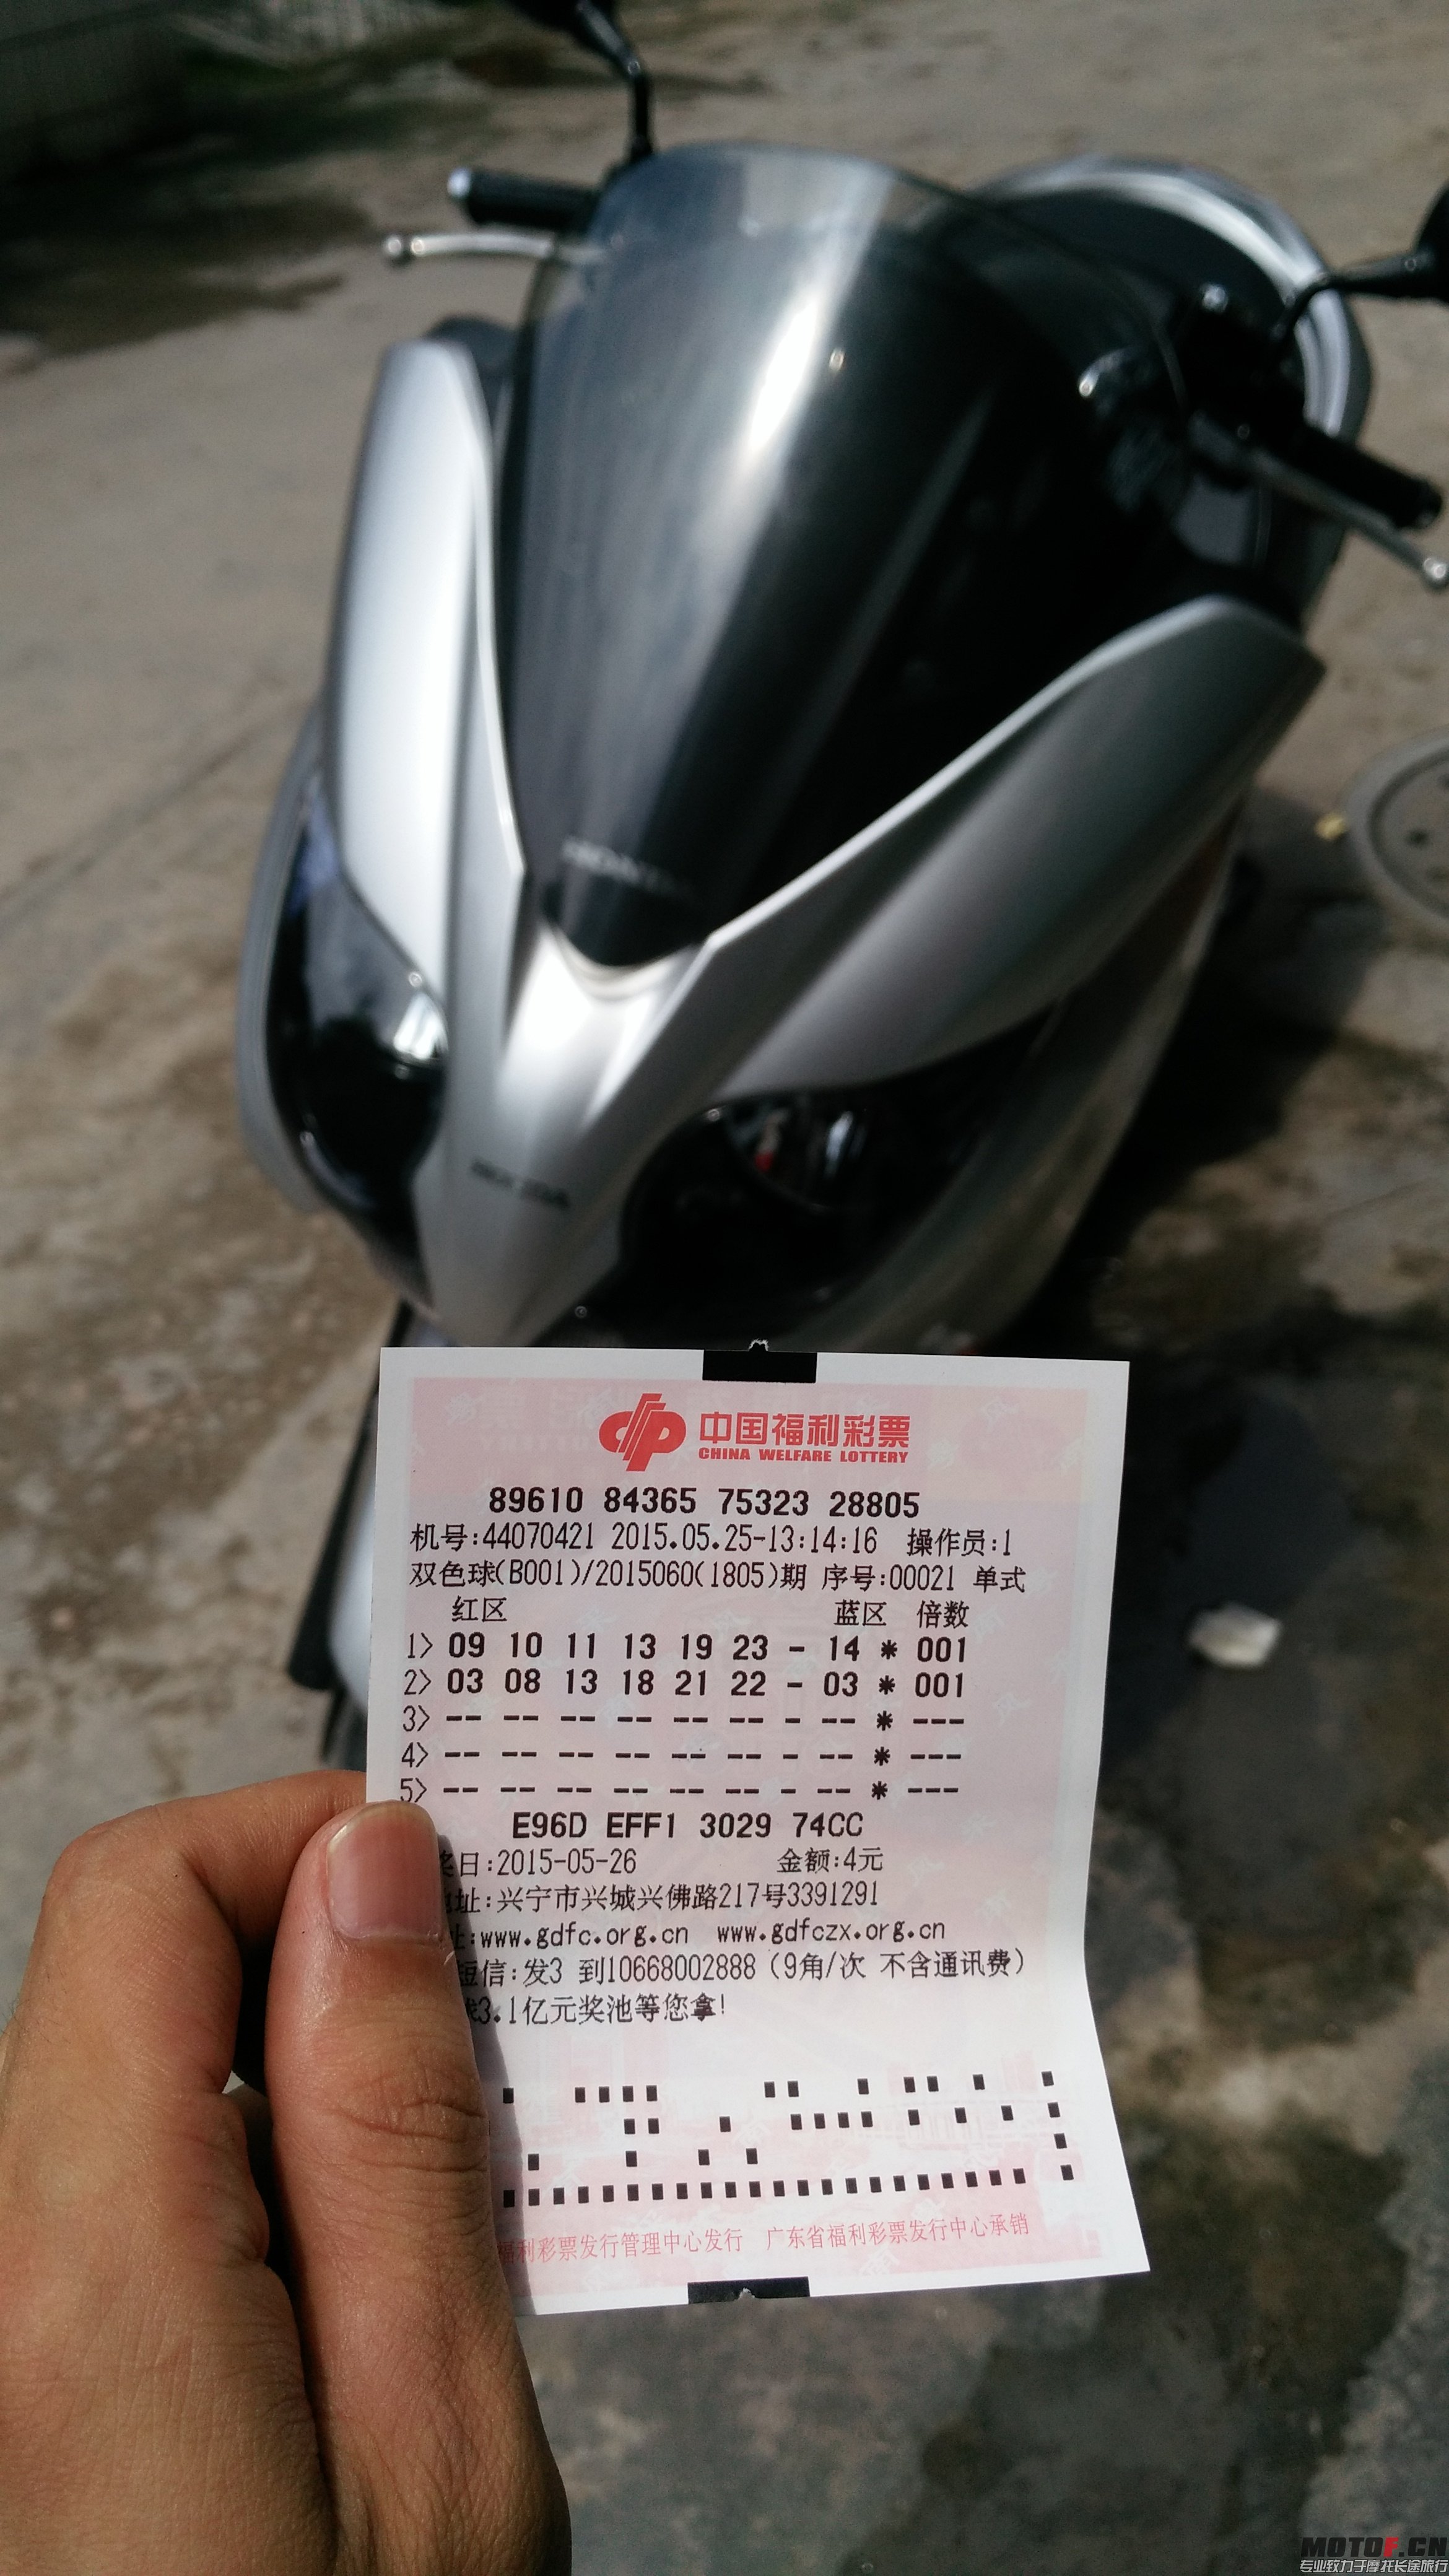 HONDA
HONDA
中国福利彩票
CHINA WELFARE LOTTERY
89610 84365 75323 28805
机号:44070421 2015.05.25-13:14:16 操作员:1
双色球(B001)/2015060(1805)期 序号:00021 单式
红区 蓝区 倍数
1> 09 10 11 13 19 23 - 14 * 001
2> 03 08 13 18 21 22 - 03 * 001
3> -- -- -- -- -- -- - -- * ---
4> -- -- -- -- -- -- - -- * ---
5> -- -- -- -- -- -- - -- * ---
E96D EFF1 3029 74CC
奖日:2015-05-26 金额:4元
地址:兴宁市兴城兴佛路217号3391291
址:www.gdfc.org.cn www.gdfczx.org.cn
短信:发3 到10668002888(9角/次 不含通讯费)
球3.1亿元奖池等您拿!
福利彩票发行管理中心发行 广东省福利彩票发行中心承销
MOTOF.CN
专业致力于摩托长途旅行